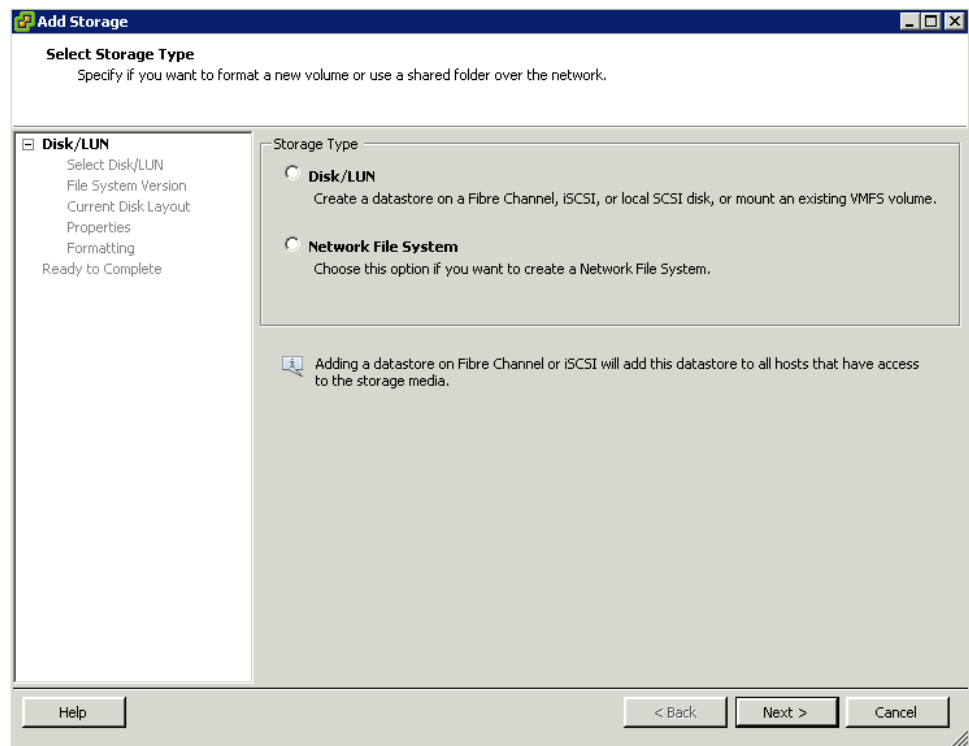 Add Storage
Select Storage Type
Specify if you want to format a new volume or use a shared folder over the network.
Disk/LUN
Select Disk/LUN
File System Version
Current Disk Layout
Properties
Formatting
Ready to Complete
Storage Type
Disk/LUN
Create a datastore on a Fibre Channel, iSCSI, or local SCSI disk, or mount an existing VMFS volume.
Network File System
Choose this option if you want to create a Network File System.
Adding a datastore on Fibre Channel or iSCSI will add this datastore to all hosts that have access
to the storage media.
Help
< Back
Next >
Cancel